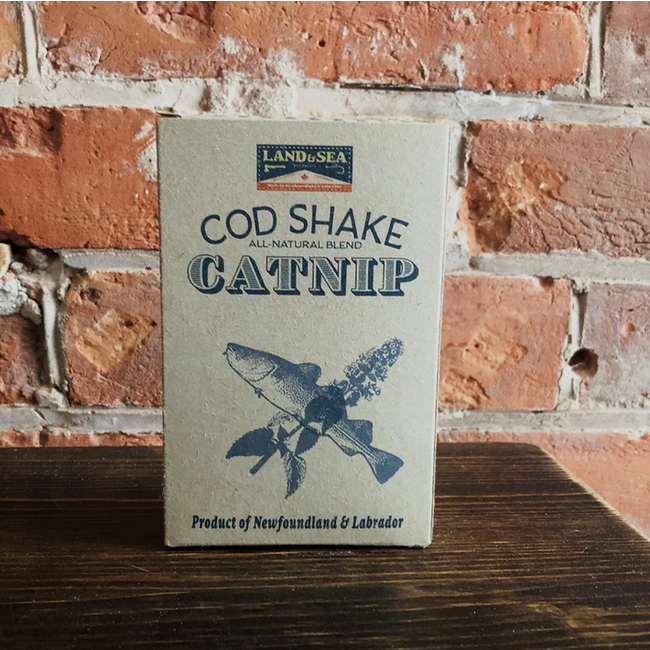 LAND & SEA
COD SHAKE
ALL-NATURAL BLEND
CATNIP
Product of Newfoundland & Labrador